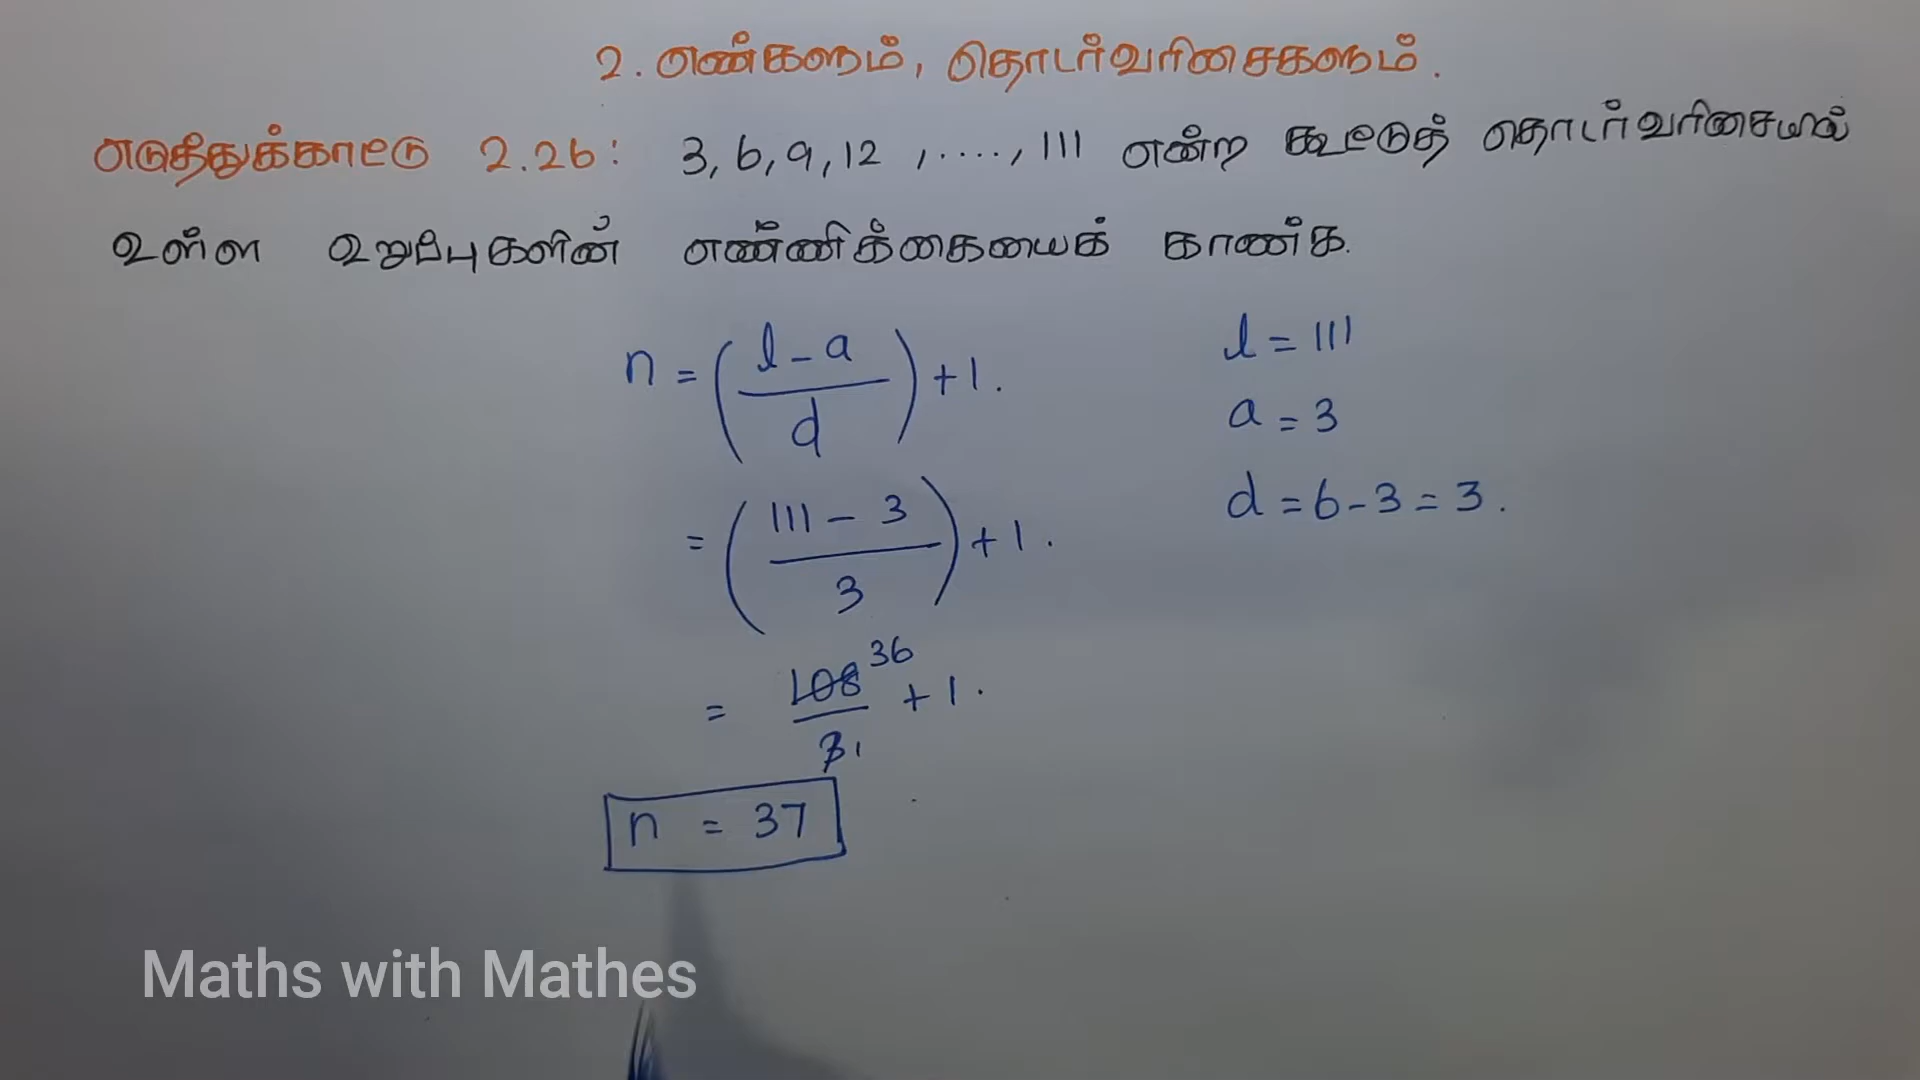 2. எண்களும், தொடர்வரிசைகளும்.
எடுத்துக்காட்டு 2.26: 3, 6, 9, 12, ...., 111 என்ற கூட்டுத் தொடர்வரிசையில்
உள்ள உறுப்புகளின் எண்ணிக்கையைக் காண்க.
n = ( l - a / d ) + 1.
l = 111
a = 3
d = 6 - 3 = 3.
= ( 111 - 3 / 3 ) + 1.
= 108 36 / 3 1 + 1.
n = 37
Maths with Mathes